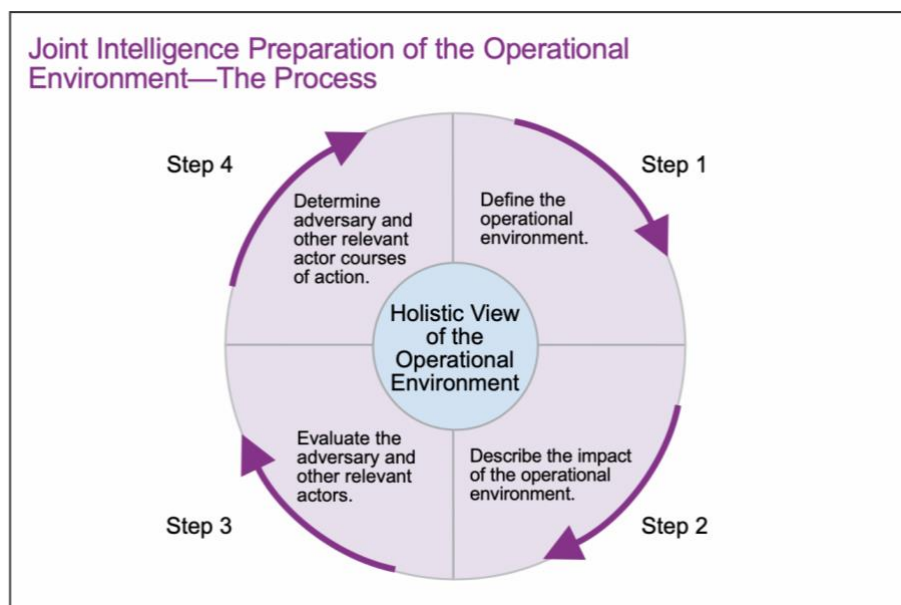 Joint Intelligence Preparation of the Operational
Environment—The Process
Step 1
Define the
operational
environment.
Step 2
Describe the impact
of the operational
environment.
Step 3
Evaluate the
adversary and
other relevant
actors.
Step 4
Determine
adversary and
other relevant
actor courses
of action.
Holistic View
of the
Operational
Environment